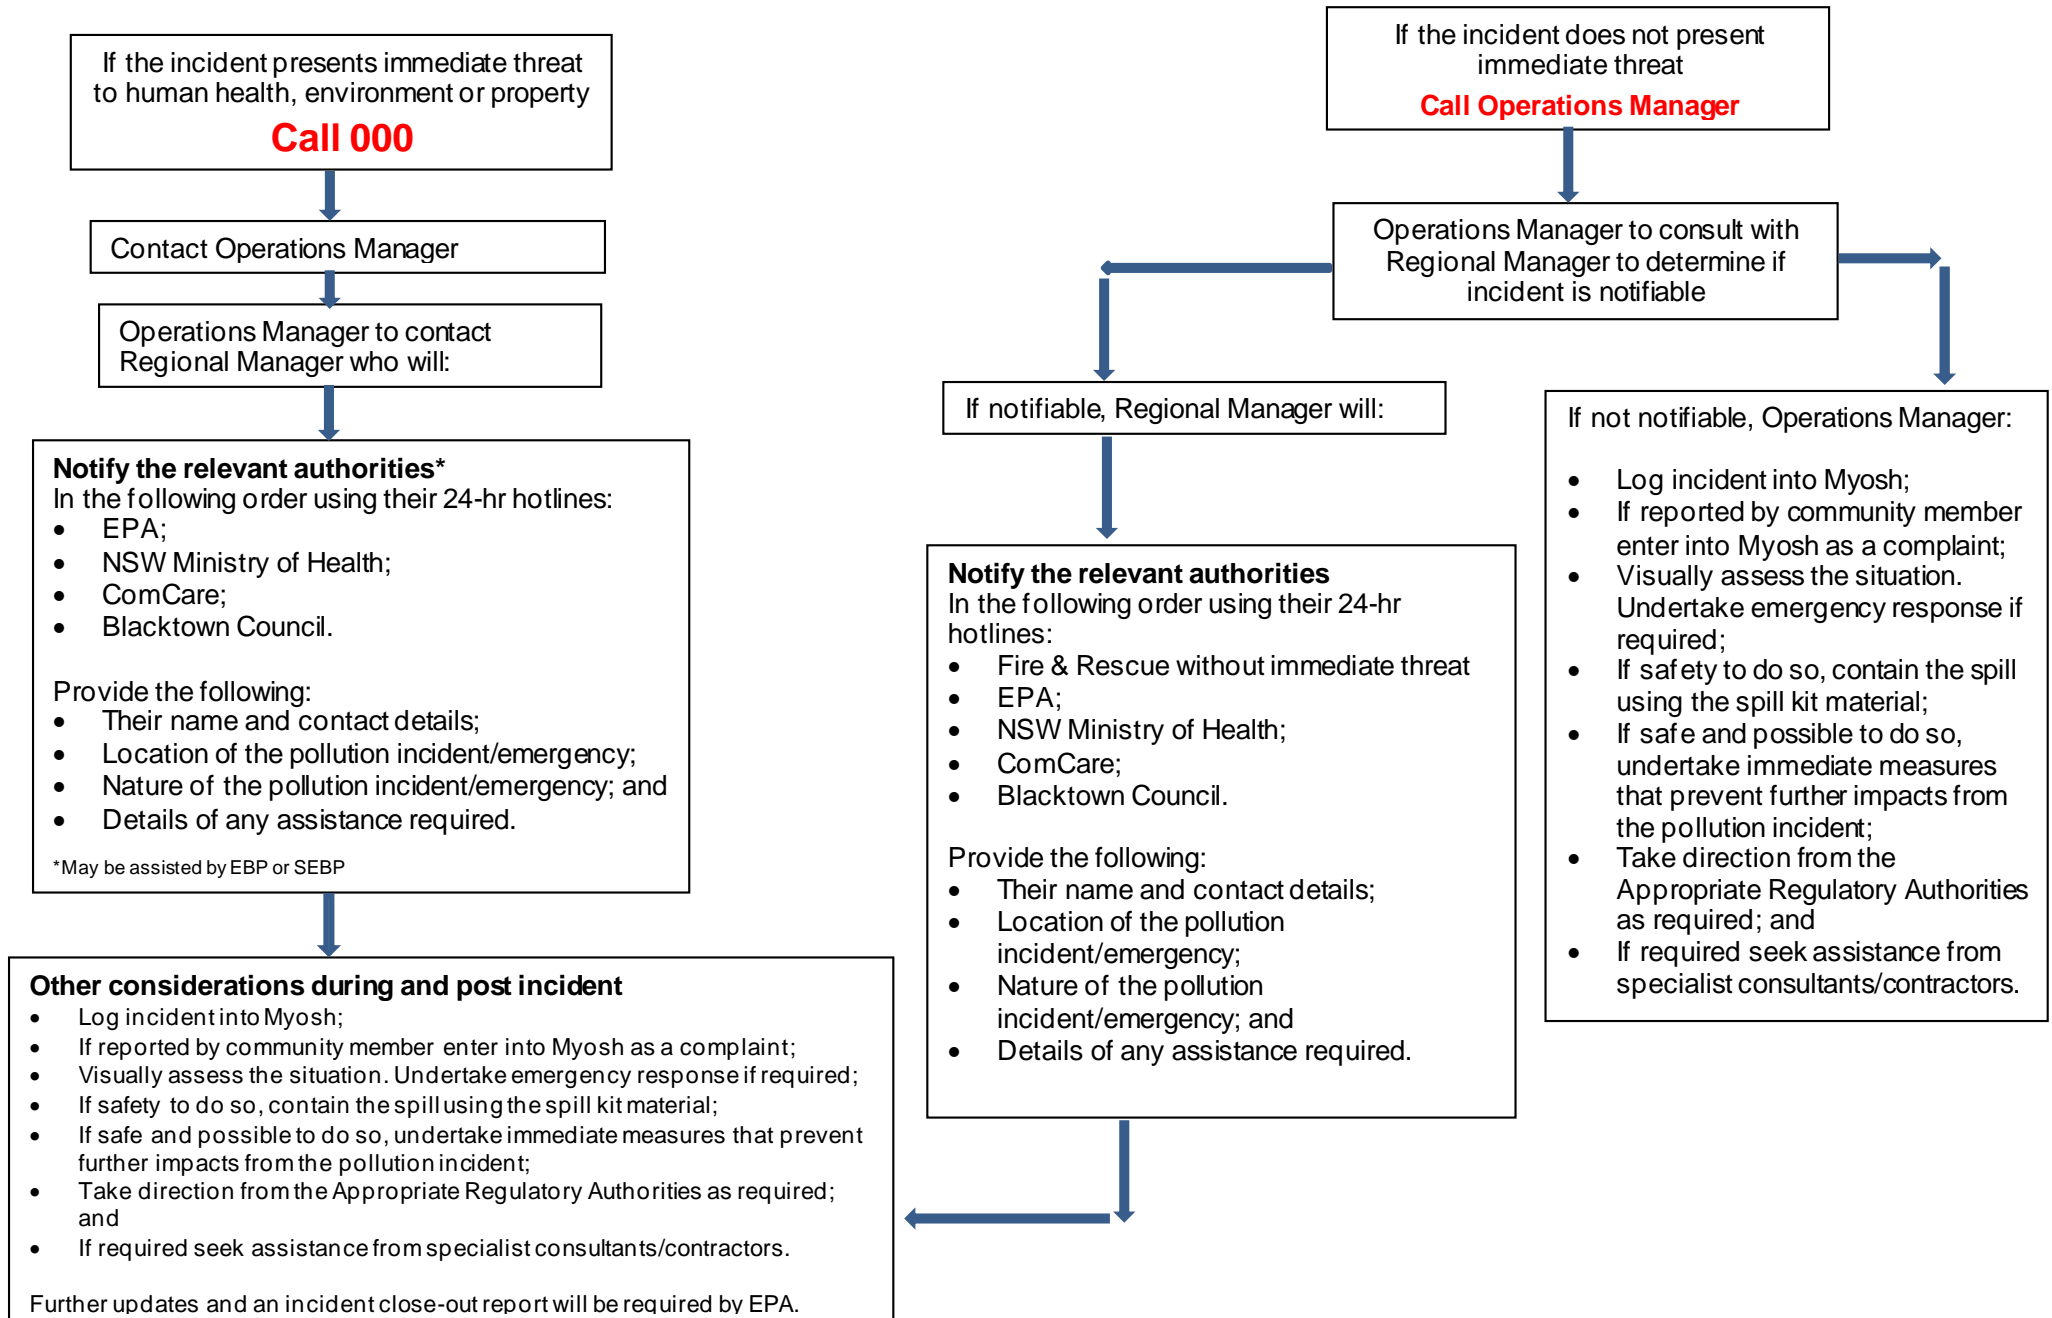 If the incident presents immediate threat
to human health, environment or property
Call 000
Contact Operations Manager
Operations Manager to contact
Regional Manager who will:
Notify the relevant authorities*
In the following order using their 24-hr hotlines:
• EPA;
• NSW Ministry of Health;
• ComCare;
• Blacktown Council.
Provide the following:
• Their name and contact details;
• Location of the pollution incident/emergency;
• Nature of the pollution incident/emergency; and
• Details of any assistance required.
*May be assisted by EBP or SEBP
Other considerations during and post incident
• Log incident into Myosh;
• If reported by community member enter into Myosh as a complaint;
• Visually assess the situation. Undertake emergency response if required;
• If safety to do so, contain the spill using the spill kit material;
• If safe and possible to do so, undertake immediate measures that prevent
further impacts from the pollution incident;
• Take direction from the Appropriate Regulatory Authorities as required;
and
• If required seek assistance from specialist consultants/contractors.
Further updates and an incident close-out report will be required by EPA.
If the incident does not present
immediate threat
Call Operations Manager
Operations Manager to consult with
Regional Manager to determine if
incident is notifiable
If notifiable, Regional Manager will:
Notify the relevant authorities
In the following order using their 24-hr
hotlines:
• Fire & Rescue without immediate threat
• EPA;
• NSW Ministry of Health;
• ComCare;
• Blacktown Council.
Provide the following:
• Their name and contact details;
• Location of the pollution
incident/emergency;
• Nature of the pollution
incident/emergency; and
• Details of any assistance required.
If not notifiable, Operations Manager:
• Log incident into Myosh;
• If reported by community member
enter into Myosh as a complaint;
• Visually assess the situation.
Undertake emergency response if
required;
• If safety to do so, contain the spill
using the spill kit material;
• If safe and possible to do so,
undertake immediate measures
that prevent further impacts from
the pollution incident;
• Take direction from the
Appropriate Regulatory Authorities
as required; and
• If required seek assistance from
specialist consultants/contractors.